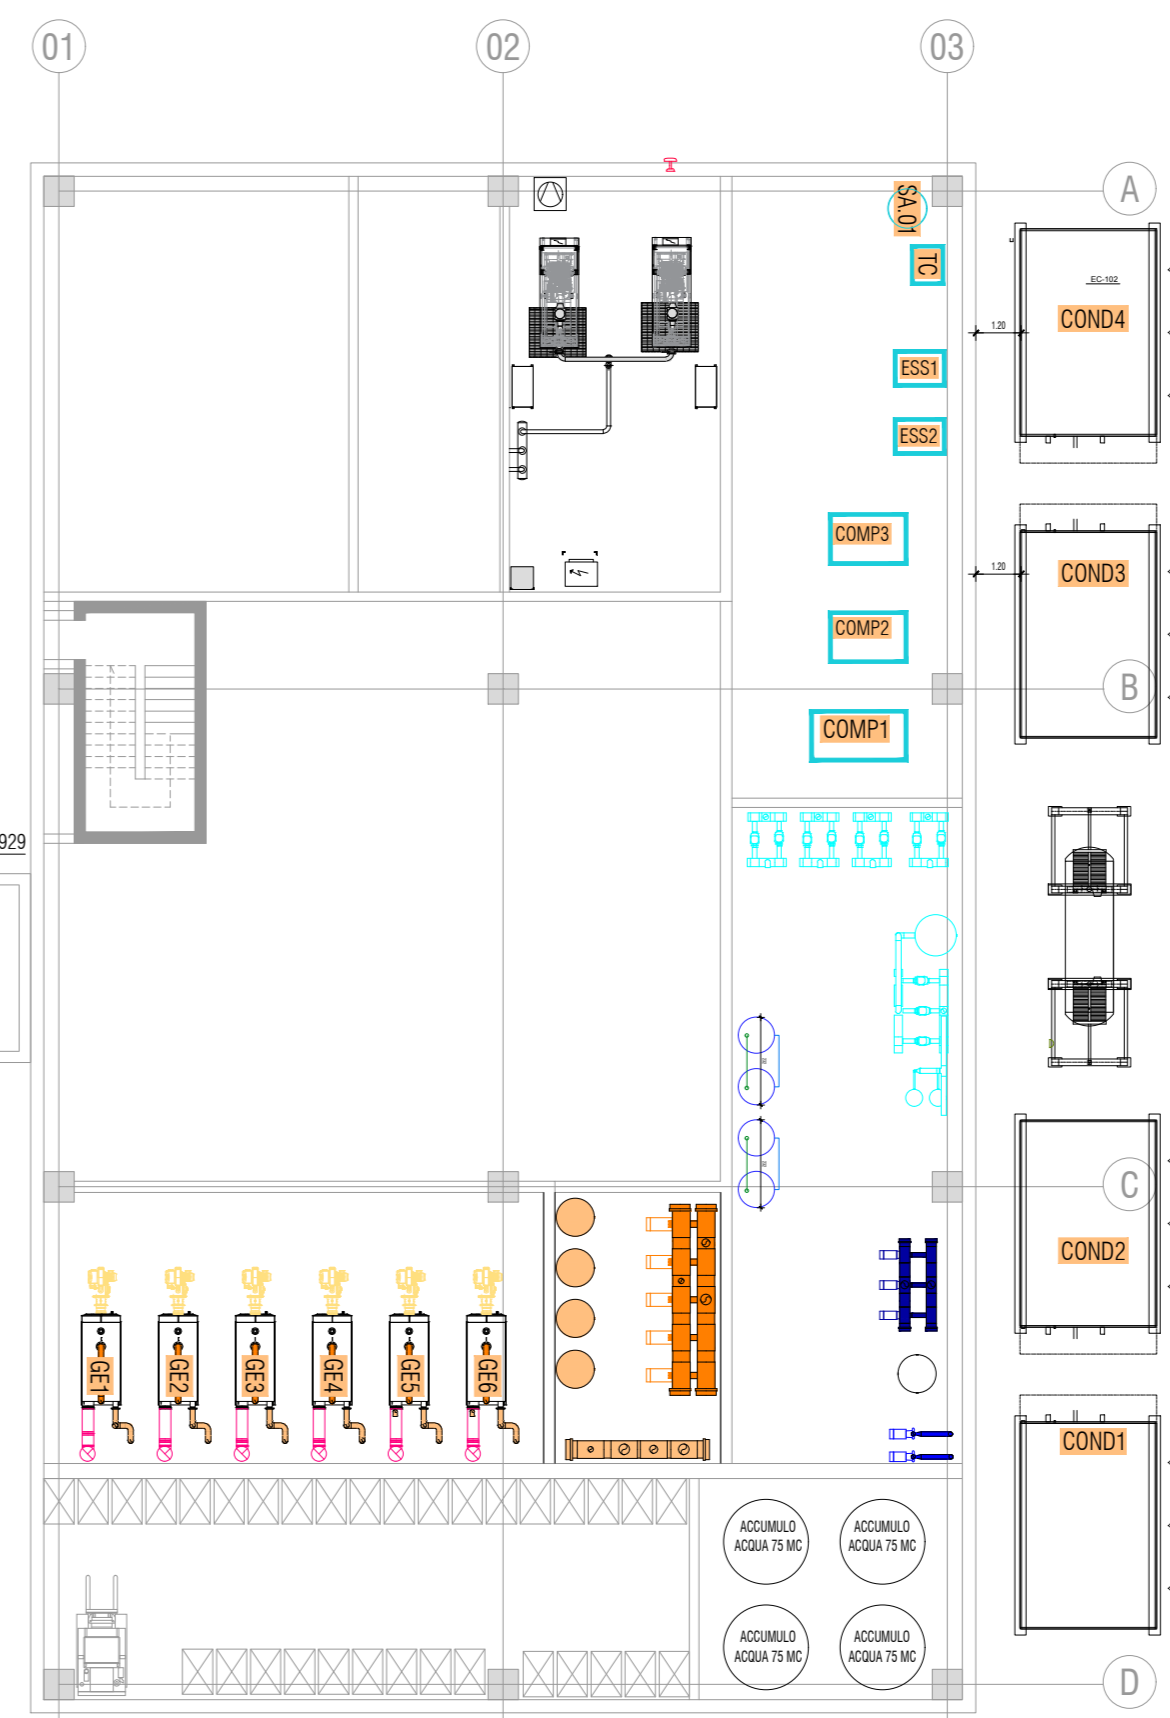 01
02
03
A
SA.01
TC
EC-102
COND4
1.20
ESS1
ESS2
COMP3
1.20
COND3
COMP2
B
COMP1
929
C
COND2
GE1
GE2
GE3
GE4
GE5
GE6
COND1
ACCUMULO
ACQUA 75 MC
ACCUMULO
ACQUA 75 MC
ACCUMULO
ACQUA 75 MC
ACCUMULO
ACQUA 75 MC
D